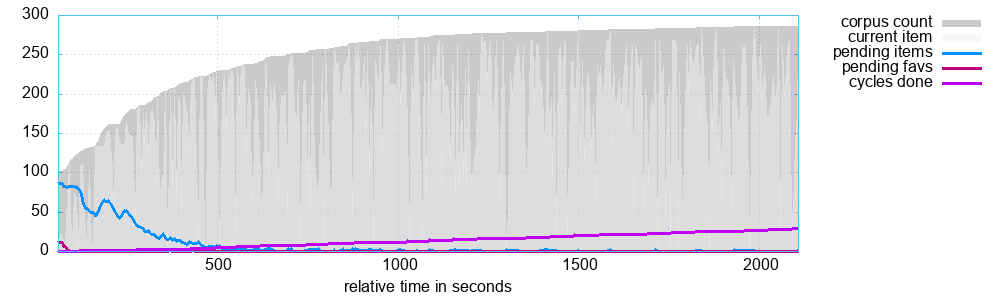 300
250
200
150
100
50
0
500
1000
1500
2000
relative time in seconds
corpus count
current item
pending items
pending favs
cycles done